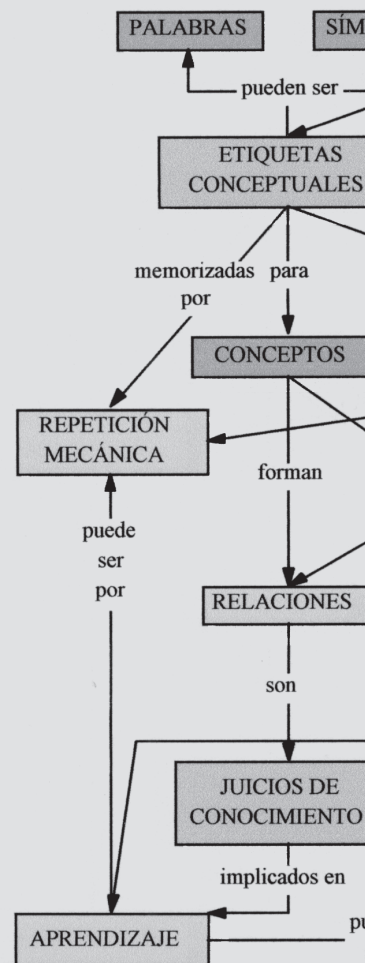 PALABRAS
pueden ser
ETIQUETAS
CONCEPTUALES
memorizadas para
por
CONCEPTOS
REPETICIÓN
MECÁNICA
forman
puede
ser
por
RELACIONES
son
JUICIOS DE
CONOCIMIENTO
implicados en
APRENDIZAJE